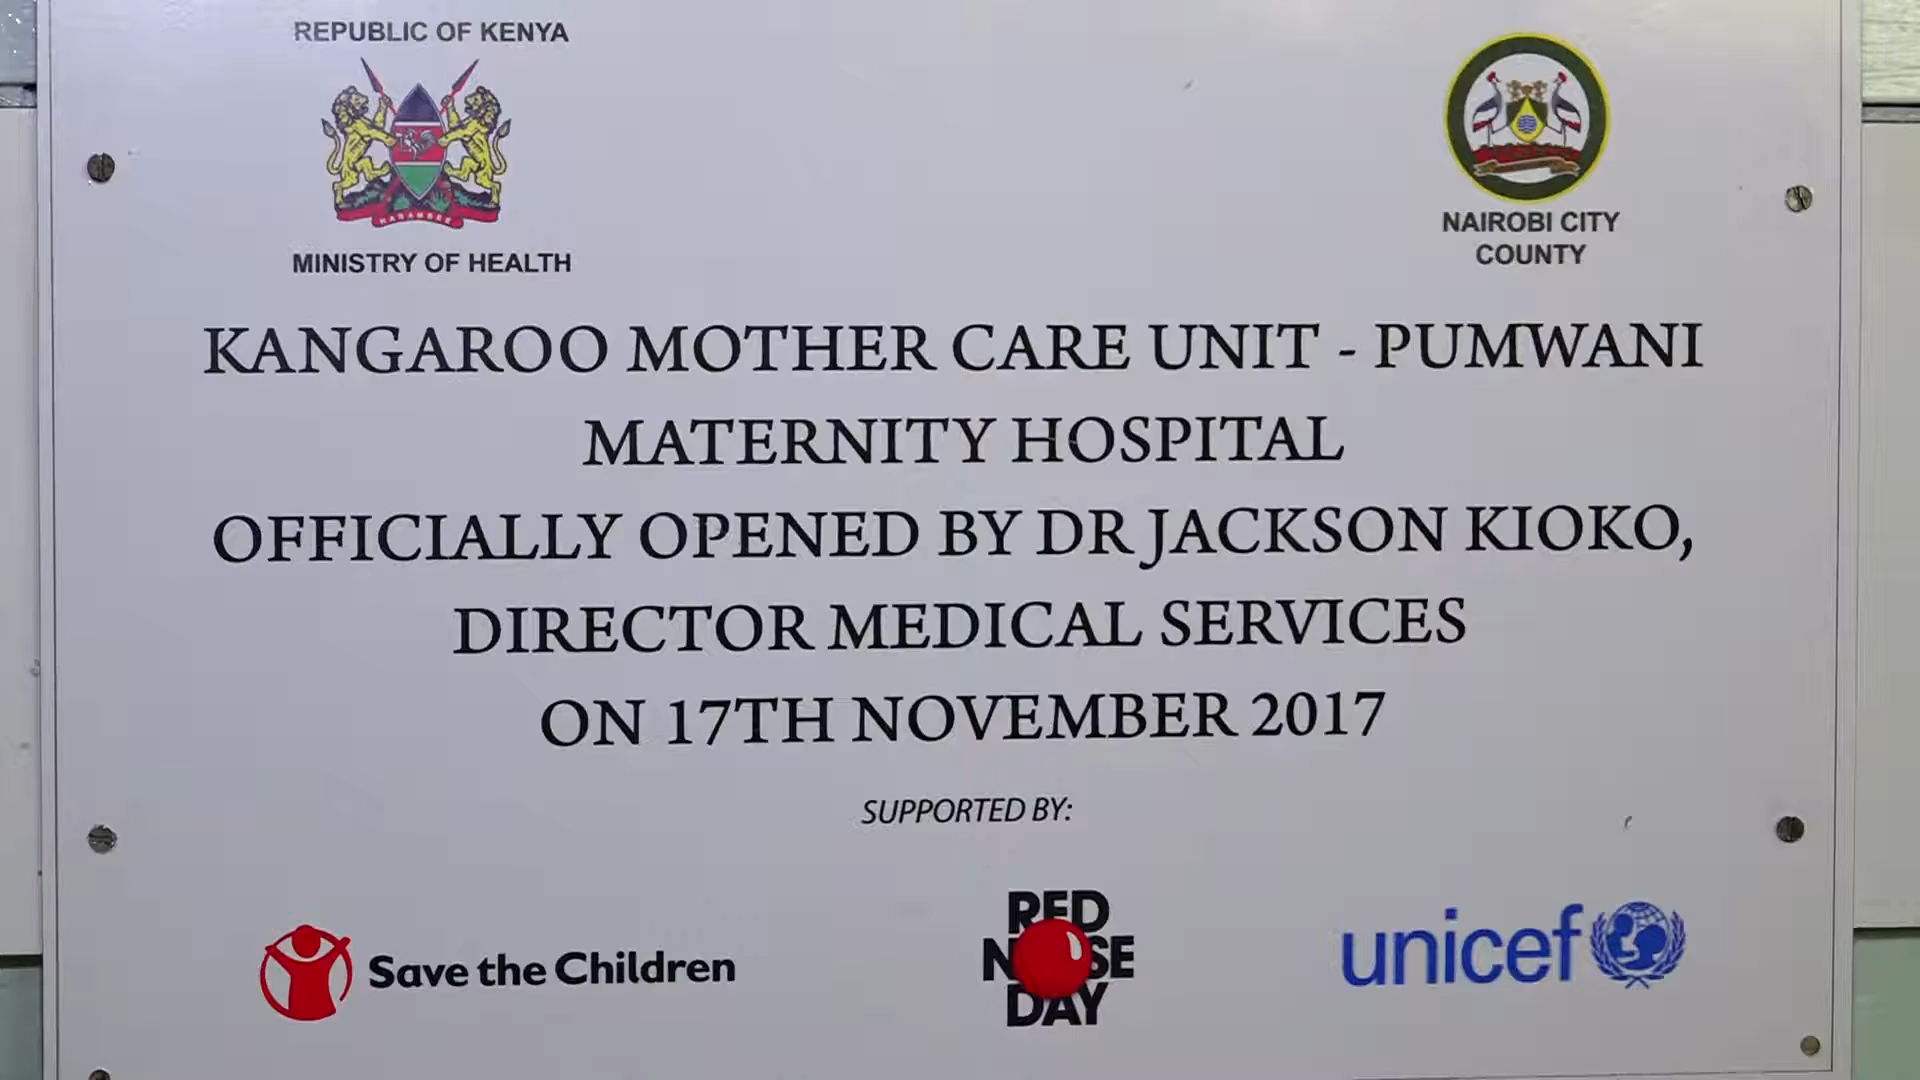 REPUBLIC OF KENYA
HARAMBEE
MINISTRY OF HEALTH
NAIROBI CITY
COUNTY
KANGAROO MOTHER CARE UNIT - PUMWANI
MATERNITY HOSPITAL
OFFICIALLY OPENED BY DR JACKSON KIOKO,
DIRECTOR MEDICAL SERVICES
ON 17TH NOVEMBER 2017
SUPPORTED BY:
Save the Children
RED
NOSE
DAY
unicef